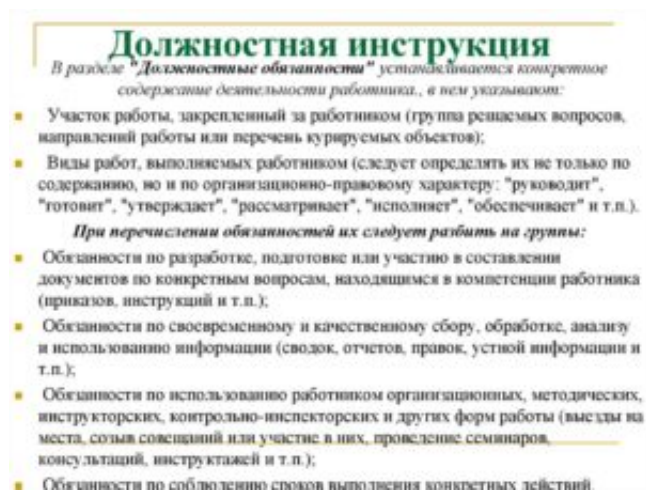 Должностная инструкция
В разделе "Должностные обязанности" устанавливается конкретное
содержание деятельности работника., в нем указывают:
Участок работы, закрепленный за работником (группа решаемых вопросов,
направлений работы или перечень курируемых объектов);
Виды работ, выполняемых работником (следует определять их не только по
содержанию, но и по организационно-правовому характеру: "руководит",
"готовит", "утверждает", "рассматривает", "исполняет", "обеспечивает" и т.п.).
При перечислении обязанностей их следует разбить на группы:
Обязанности по разработке, подготовке или участию в составлении
документов по конкретным вопросам, находящимся в компетенции работника
(приказов, инструкций и т.п.);
Обязанности по своевременному и качественному сбору, обработке, анализу
и использованию информации (сводок, отчетов, правок, устной информации и
т.п.);
Обязанности по использованию работником организационных, методических,
инструкторских, контрольно-инспекторских и других форм работы (выезды на
места, созыв совещаний или участие в них, проведение семинаров,
консультаций, инструктажей и т.п.);
Обязанности по соблюдению сроков выполнения конкретных действий.